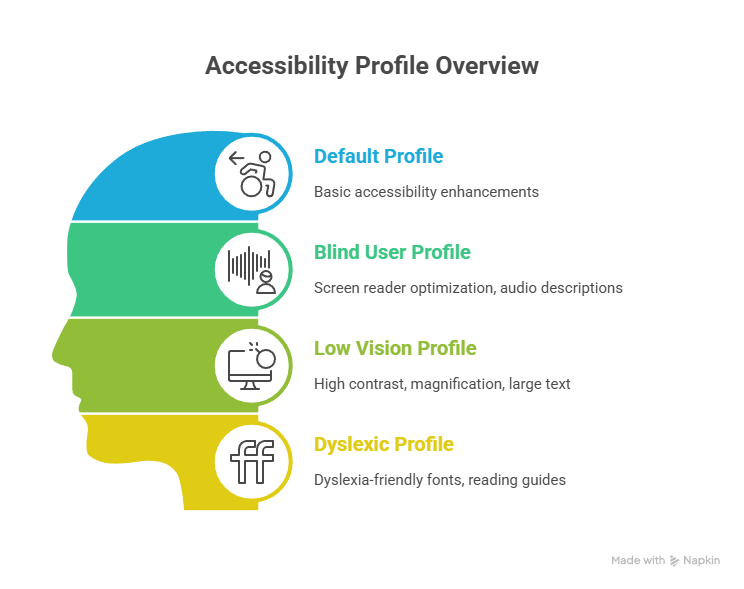 Accessibility Profile Overview
Default Profile
Basic accessibility enhancements
Blind User Profile
Screen reader optimization, audio descriptions
Low Vision Profile
High contrast, magnification, large text
ff
Dyslexic Profile
Dyslexia-friendly fonts, reading guides
Made with Napkin